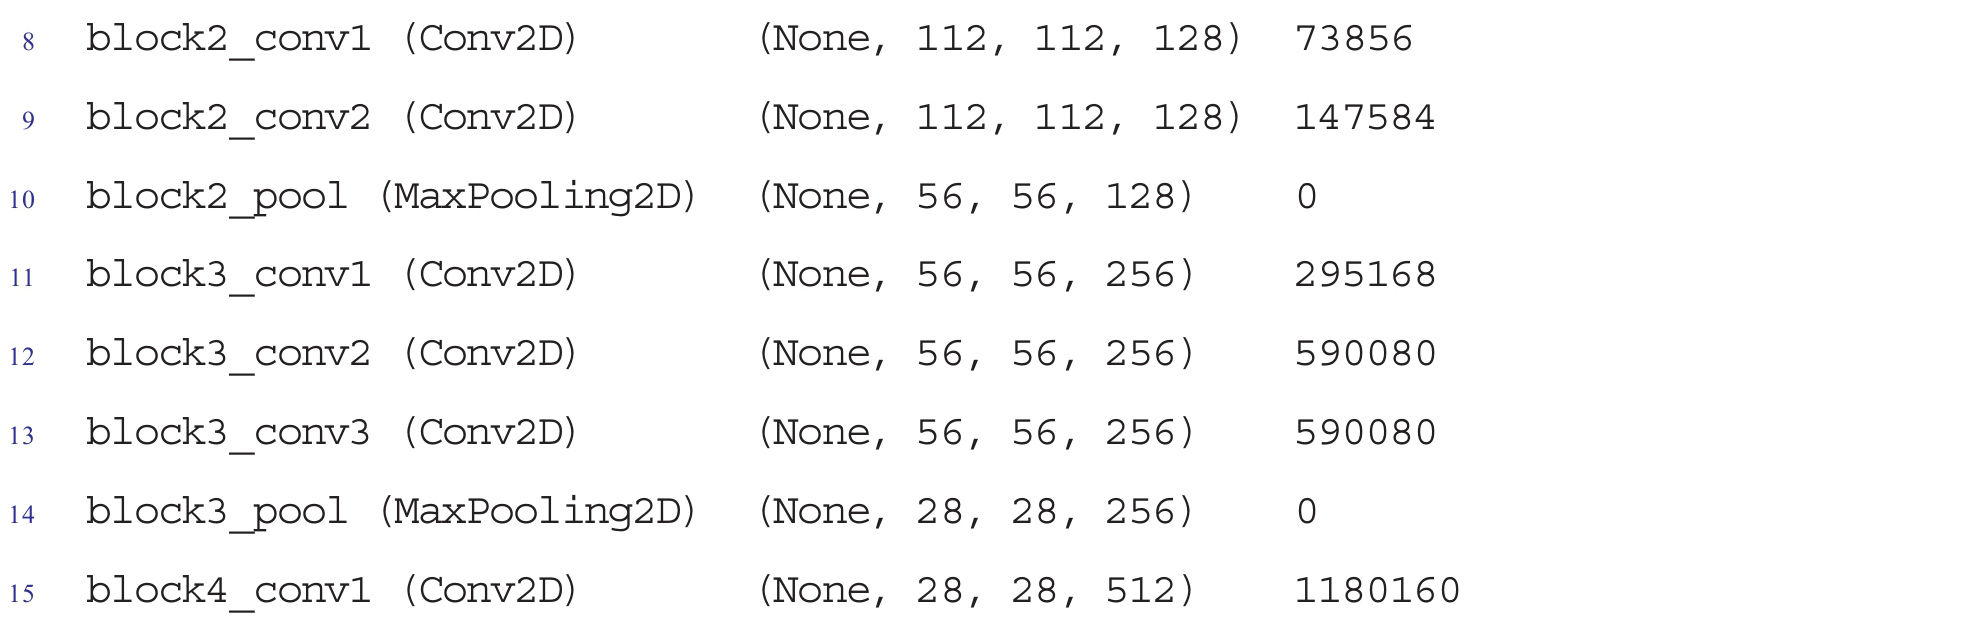 8 block2_conv1 (Conv2D) (None, 112, 112, 128) 73856
9 block2_conv2 (Conv2D) (None, 112, 112, 128) 147584
10 block2_pool (MaxPooling2D) (None, 56, 56, 128) 0
11 block3_conv1 (Conv2D) (None, 56, 56, 256) 295168
12 block3_conv2 (Conv2D) (None, 56, 56, 256) 590080
13 block3_conv3 (Conv2D) (None, 56, 56, 256) 590080
14 block3_pool (MaxPooling2D) (None, 28, 28, 256) 0
15 block4_conv1 (Conv2D) (None, 28, 28, 512) 1180160